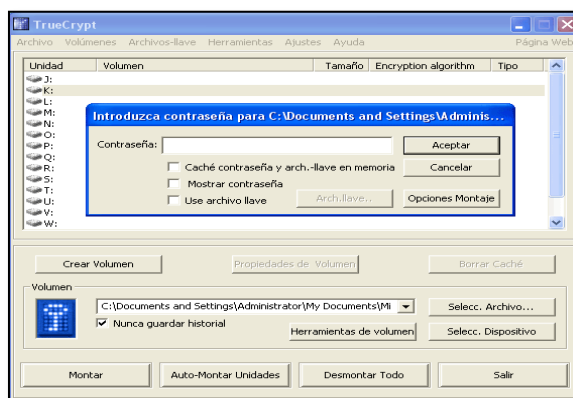 TrueCrypt
Archivo Volúmenes Archivos-llave Herramientas Ajustes Ayuda Página Web
Unidad Volumen Tamaño Encryption algorithm Tipo
J:
K:
L:
M:
N:
O:
P:
Q:
R:
S:
T:
U:
V:
W:
Introduzca contraseña para C:\Documents and Settings\Adminis...
Contraseña: Aceptar
Caché contraseña y arch.-llave en memoria Cancelar
Mostrar contraseña
Use archivo llave Arch.llave.. Opciones Montaje
Crear Volumen Propiedades de Volumen Borrar Caché
Volumen
C:\Documents and Settings\Administrator\My Documents\Mi Selecc. Archivo...
Nunca guardar historial Herramientas de volumen Selecc. Dispositivo
Montar Auto-Montar Unidades Desmontar Todo Salir